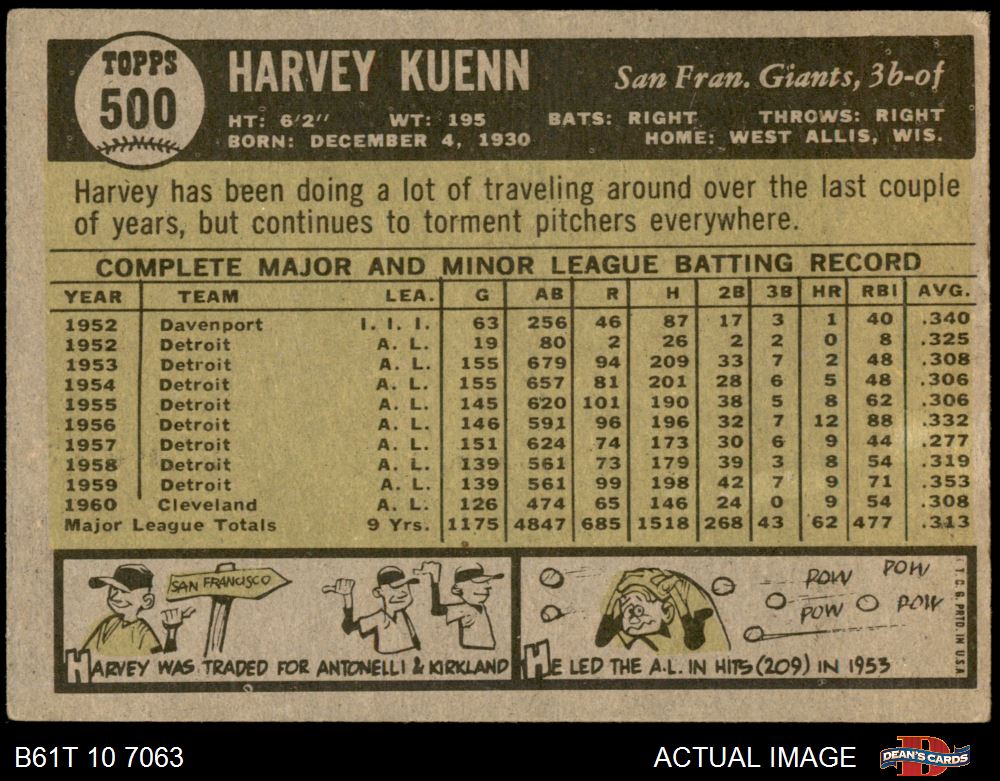 TOPPS
500
HARVEY KUENN
San Fran. Giants, 3b-of
HT: 6'2" WT: 195 BATS: RIGHT THROWS: RIGHT
BORN: DECEMBER 4, 1930 HOME: WEST ALLIS, WIS.
Harvey has been doing a lot of traveling around over the last couple
of years, but continues to torment pitchers everywhere.
COMPLETE MAJOR AND MINOR LEAGUE BATTING RECORD
YEAR TEAM LEA. G AB R H 2B 3B HR RBI AVG.
1952 Davenport I. I. I. 63 256 46 87 17 3 1 40 .340
1952 Detroit A. L. 19 80 2 26 2 2 0 8 .325
1953 Detroit A. L. 155 679 94 209 33 7 2 48 .308
1954 Detroit A. L. 155 657 81 201 28 6 5 48 .306
1955 Detroit A. L. 145 620 101 190 38 5 8 62 .306
1956 Detroit A. L. 146 591 96 196 32 7 12 88 .332
1957 Detroit A. L. 151 624 74 173 30 6 9 44 .277
1958 Detroit A. L. 139 561 73 179 39 3 8 54 .319
1959 Detroit A. L. 139 561 99 198 42 7 9 71 .353
1960 Cleveland A. L. 126 474 65 146 24 0 9 54 .308
Major League Totals 9 Yrs. 1175 4847 685 1518 268 43 62 477 .313
SAN FRANCISCO
HARVEY WAS TRADED FOR ANTONELLI & KIRKLAND
POW POW
POW POW
HE LED THE A.L. IN HITS (209) IN 1953
T. C. G. PRTD. IN U.S.A.
B61T 10 7063
ACTUAL IMAGE
DEAN'S CARDS